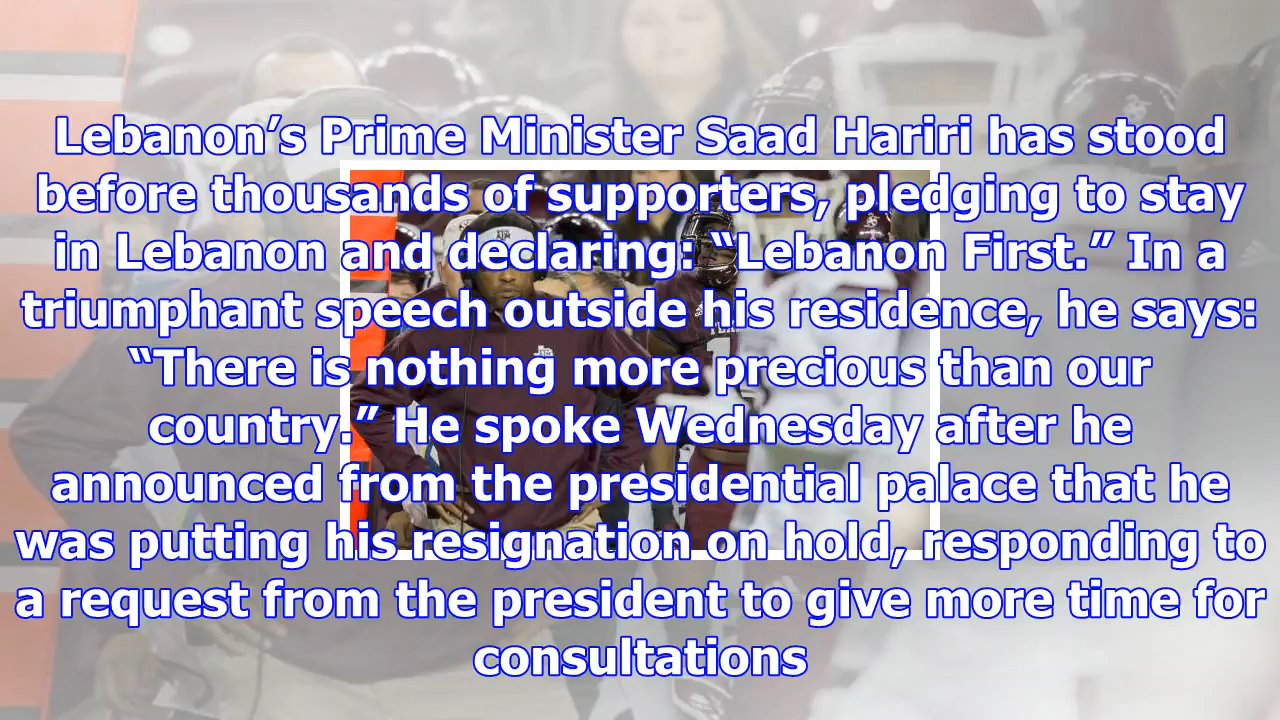 Lebanon’s Prime Minister Saad Hariri has stood
before thousands of supporters, pledging to stay
in Lebanon and declaring: “Lebanon First.” In a
triumphant speech outside his residence, he says:
“There is nothing more precious than our
country.” He spoke Wednesday after he
announced from the presidential palace that he
was putting his resignation on hold, responding to
a request from the president to give more time for
consultations